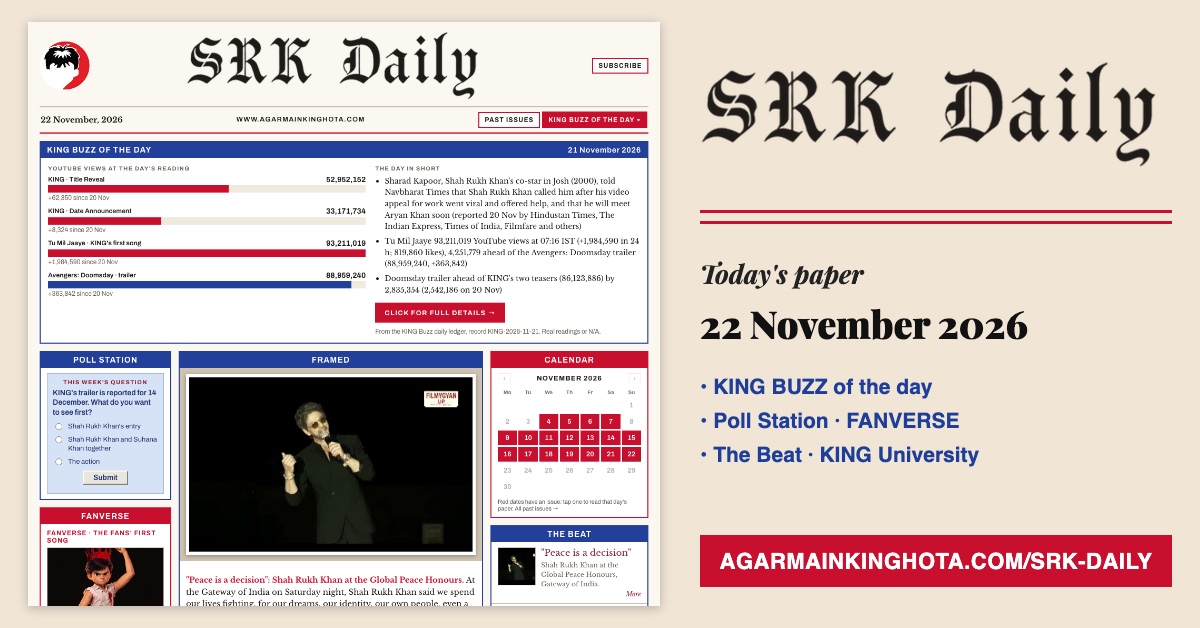 SRK Daily
SUBSCRIBE
22 November, 2026
WWW.AGARMAINKINGHOTA.COM
PAST ISSUES
KING BUZZ OF THE DAY
KING BUZZ OF THE DAY
21 November 2026
YOUTUBE VIEWS AT THE DAY'S READING
KING · Title Reveal
52,952,152
+62,350 since 20 Nov
KING · Date Announcement
33,171,734
+8,324 since 20 Nov
Tu Mil Jaaye · KING's first song
93,211,019
+1,984,590 since 20 Nov
Avengers: Doomsday · trailer
88,959,240
+363,842 since 20 Nov
THE DAY IN SHORT
• Sharad Kapoor, Shah Rukh Khan's co-star in Josh (2000), told
Navbharat Times that Shah Rukh Khan called him after his video
appeal for work went viral and offered help, and that he will meet
Aryan Khan soon (reported 20 Nov by Hindustan Times, The
Indian Express, Times of India, Filmfare and others)
• Tu Mil Jaaye 93,211,019 YouTube views at 07:16 IST (+1,984,590 in 24
h; 819,860 likes), 4,251,779 ahead of the Avengers: Doomsday trailer
(88,959,240, +363,842)
• Doomsday trailer ahead of KING's two teasers (86,123,886) by
2,835,354 (2,542,186 on 20 Nov)
CLICK FOR FULL DETAILS →
From the KING Buzz daily ledger, record KING-2026-11-21. Real readings or N/A.
POLL STATION
THIS WEEK'S QUESTION
KING's trailer is reported for 14
December. What do you want
to see first?
Shah Rukh Khan's entry
Shah Rukh Khan and Suhana
Khan together
The action
Submit
FANVERSE
FANVERSE · THE FANS' FIRST
SONG
FRAMED
FILMYGYAN
UP
"Peace is a decision": Shah Rukh Khan at the Global Peace Honours. At
the Gateway of India on Saturday night, Shah Rukh Khan said we spend
our lives fighting, for our dreams, our identity, our own people, even a
CALENDAR
‹ NOVEMBER 2026 ›
Mo Tu We Th Fr Sa Su
1
2 3 4 5 6 7 8
9 10 11 12 13 14 15
16 17 18 19 20 21 22
23 24 25 26 27 28 29
30
Red dates have an issue: tap one to read that day's
paper. All past issues →
THE BEAT
"Peace is a decision"
Shah Rukh Khan at the
Global Peace Honours,
Gateway of India.
More
SRK Daily
Today's paper
22 November 2026
• KING BUZZ of the day
• Poll Station · FANVERSE
• The Beat · KING University
AGARMAINKINGHOTA.COM/SRK-DAILY